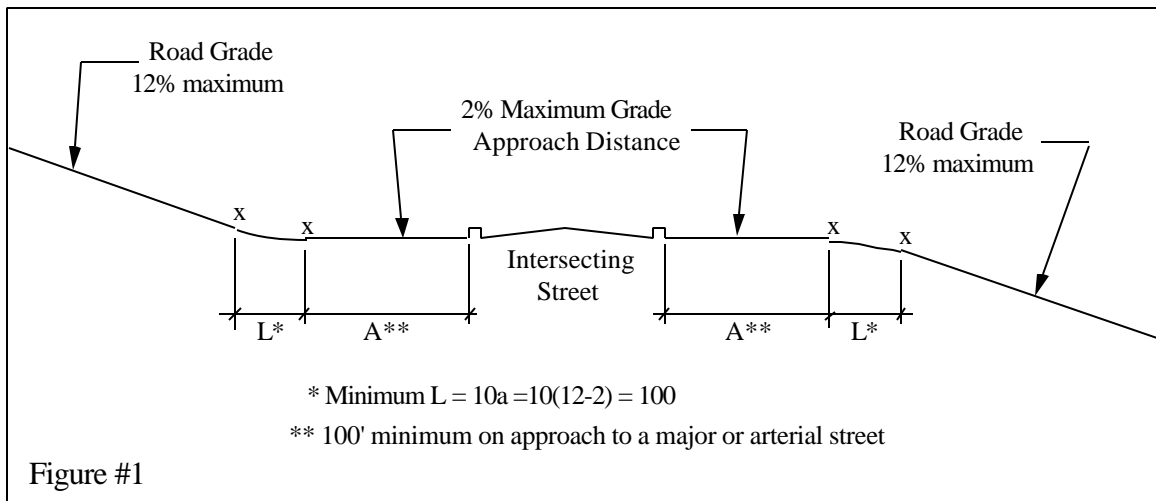 Road Grade
12% maximum
2% Maximum Grade
Approach Distance
Road Grade
12% maximum
x
x
x
x
Intersecting
Street
L*
A**
A**
L*
* Minimum L = 10a =10(12-2) = 100
** 100' minimum on approach to a major or arterial street
Figure #1